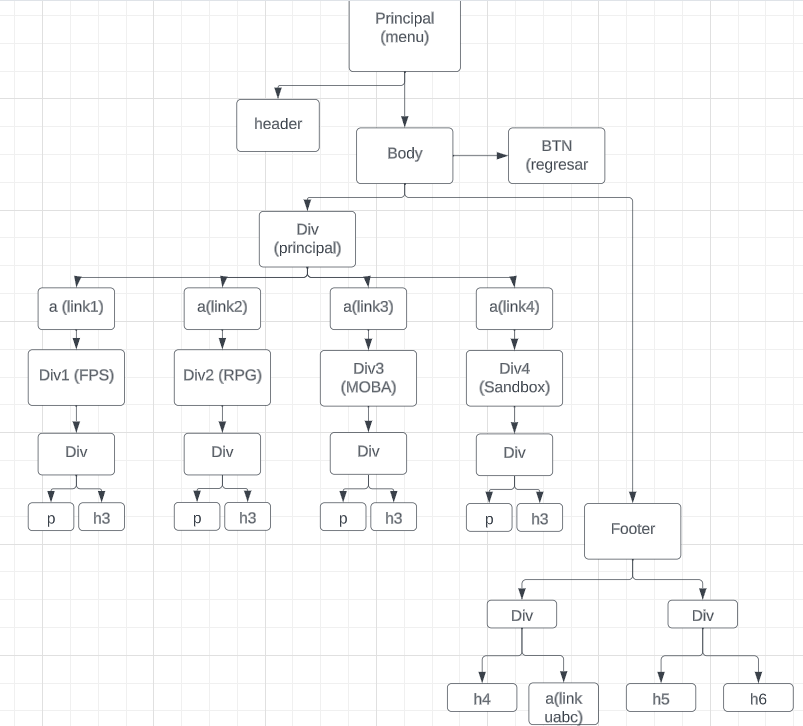 Principal
(menu)
header
Body
BTN
(regresar
Div
(principal)
a (link1)
a(link2)
a(link3)
a(link4)
Div1 (FPS)
Div2 (RPG)
Div3
(MOBA)
Div4
(Sandbox)
Div
Div
Div
Div
p
h3
p
h3
p
h3
p
h3
Footer
Div
Div
h4
a(link
uabc)
h5
h6